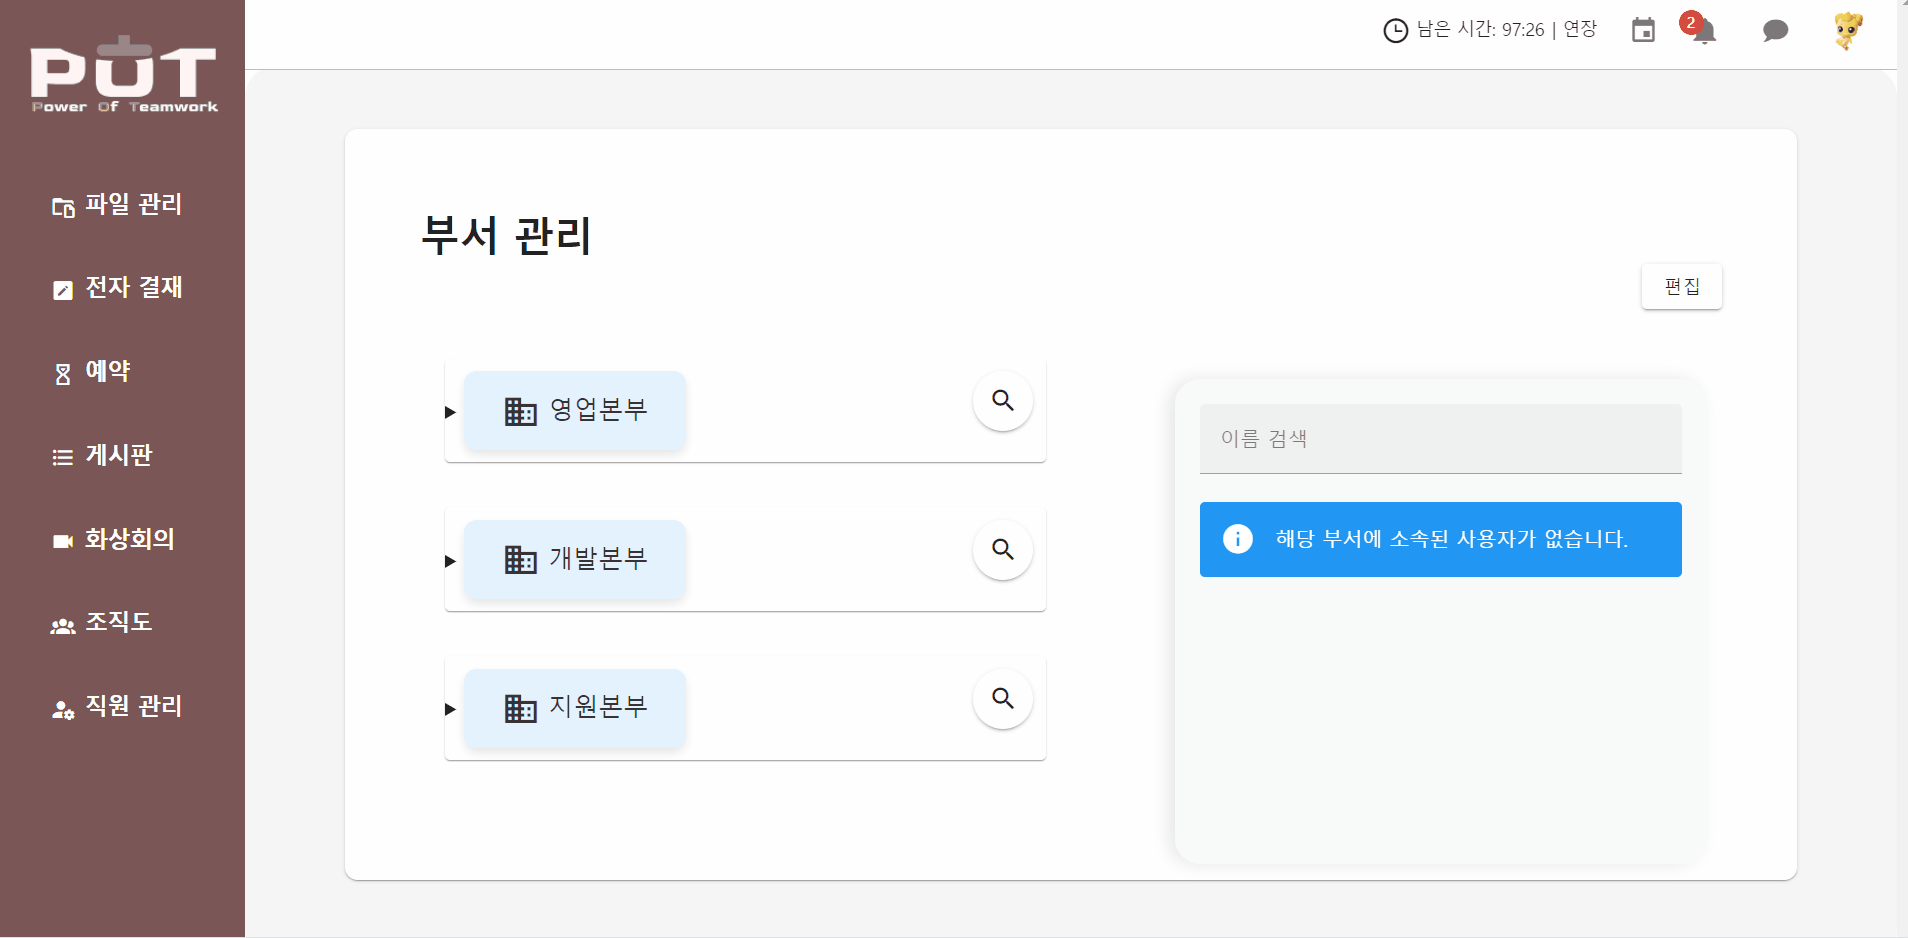 POT
Power Of Teamwork
남은 시간: 97:26 | 연장
2
파일 관리
전자 결재
예약
게시판
화상회의
조직도
직원 관리
부서 관리
편집
영업본부
개발본부
지원본부
이름 검색
해당 부서에 소속된 사용자가 없습니다.